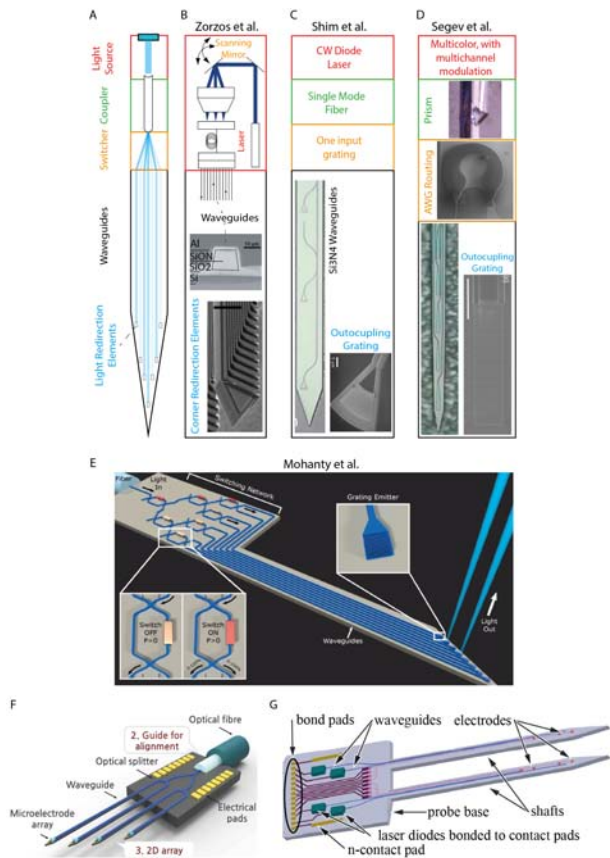 A
Light
Source
Coupler
Switcher
Waveguides
Light Redirection
Elements
B
Zorzos et al.
Scanning
Mirror
Laser
Waveguides
Al
SiON
SiO2
Si
Corner Redirection Elements
C
Shim et al.
CW Diode
Laser
Single Mode
Fiber
One input
grating
Si3N4 Waveguides
Outocupling
Grating
D
Segev et al.
Multicolor, with
multichannel
modulation
Prism
AWG Routing
Outocupling
Grating
E
Mohanty et al.
Fiber
Light
In
Switching Network
Grating Emitter
Switch
OFF
P=0
Switch
ON
P>0
Waveguides
Light
Out
F
Optical fibre
2, Guide for
alignment
Optical splitter
Waveguide
Microelectrode
array
Electrical
pads
3, 2D array
G
bond pads
waveguides
electrodes
probe base
shafts
laser diodes bonded to contact pads
n-contact pad